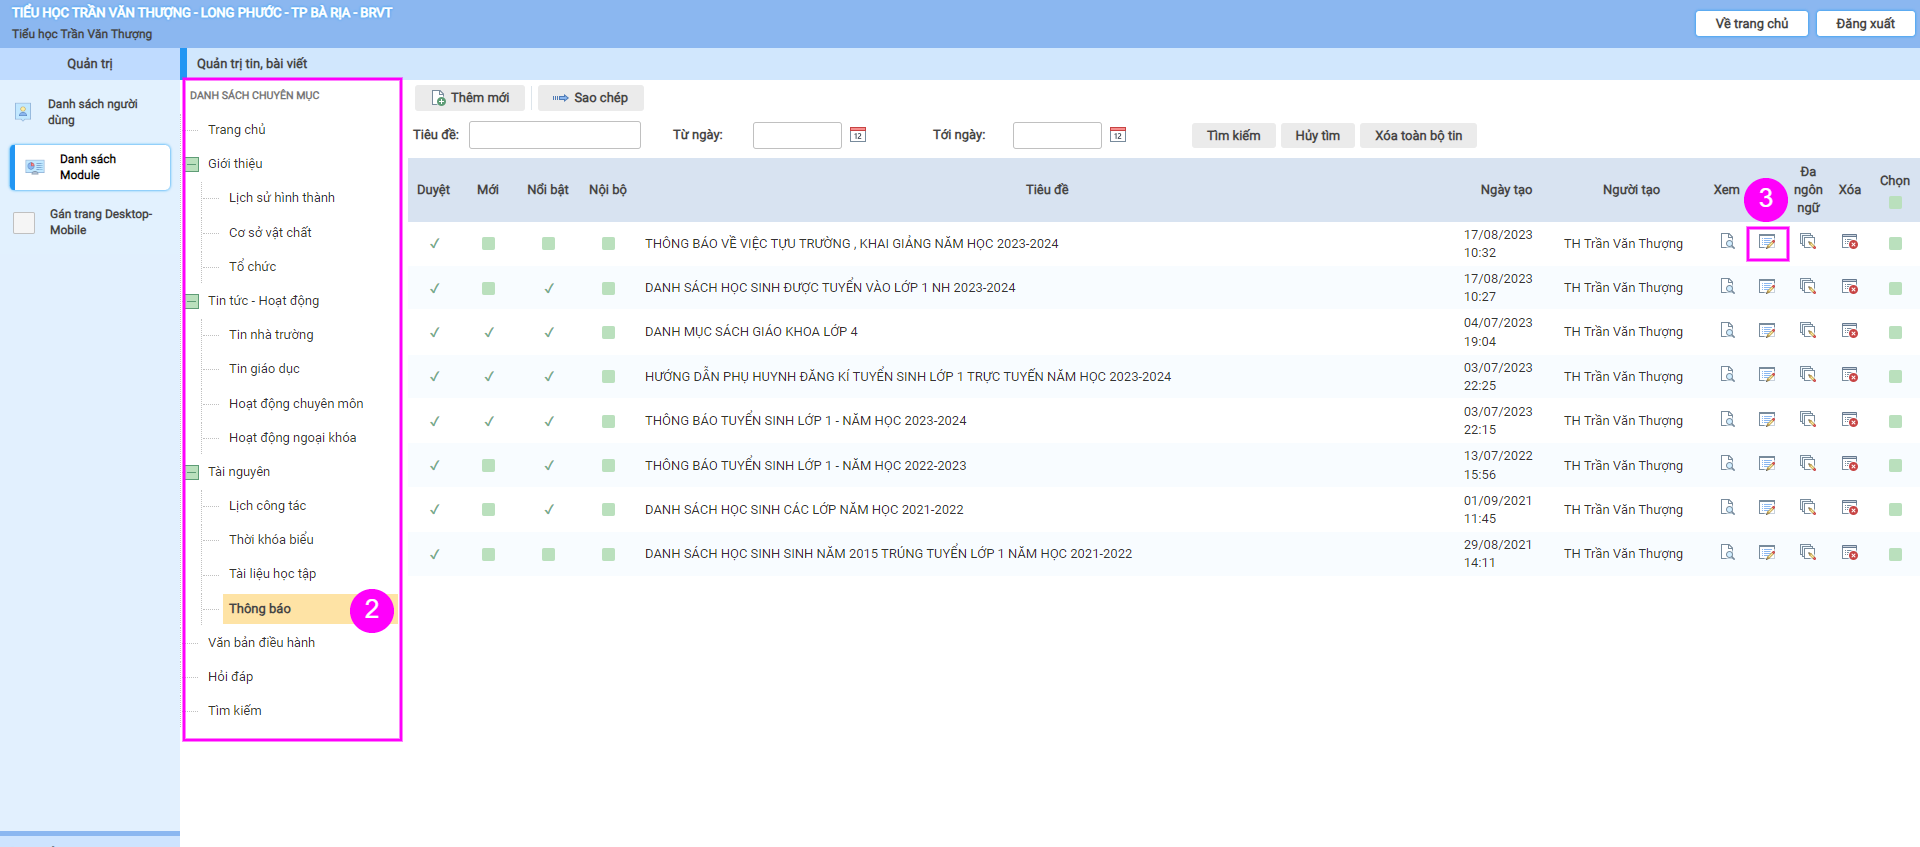 TIỂU HỌC TRẦN VĂN THƯỢNG - LONG PHƯỚC - TP BÀ RỊA - BRVT
Tiểu học Trần Văn Thượng
Về trang chủ
Đăng xuất
Quản trị
Quản trị tin, bài viết
Danh sách người
dùng
Danh sách
Module
Gán trang Desktop-
Mobile
DANH SÁCH CHUYÊN MỤC
Trang chủ
Giới thiệu
Lịch sử hình thành
Cơ sở vật chất
Tổ chức
Tin tức - Hoạt động
Tin nhà trường
Tin giáo dục
Hoạt động chuyên môn
Hoạt động ngoại khóa
Tài nguyên
Lịch công tác
Thời khóa biểu
Tài liệu học tập
Thông báo
2
Văn bản điều hành
Hỏi đáp
Tìm kiếm
Thêm mới
Sao chép
Tiêu đề:
Từ ngày:
12
Tới ngày:
12
Tìm kiếm
Hủy tìm
Xóa toàn bộ tin
Duyệt
Mới
Nổi bật
Nội bộ
Tiêu đề
Ngày tạo
Người tạo
Xem
3
Đa
ngôn
ngữ
Xóa
Chọn
THÔNG BÁO VỀ VIỆC TỰU TRƯỜNG , KHAI GIẢNG NĂM HỌC 2023-2024
17/08/2023
10:32
TH Trần Văn Thượng
DANH SÁCH HỌC SINH ĐƯỢC TUYỂN VÀO LỚP 1 NH 2023-2024
17/08/2023
10:27
TH Trần Văn Thượng
DANH MỤC SÁCH GIÁO KHOA LỚP 4
04/07/2023
19:04
TH Trần Văn Thượng
HƯỚNG DẪN PHỤ HUYNH ĐĂNG KÍ TUYỂN SINH LỚP 1 TRỰC TUYẾN NĂM HỌC 2023-2024
03/07/2023
22:25
TH Trần Văn Thượng
THÔNG BÁO TUYỂN SINH LỚP 1 - NĂM HỌC 2023-2024
03/07/2023
22:15
TH Trần Văn Thượng
THÔNG BÁO TUYỂN SINH LỚP 1 - NĂM HỌC 2022-2023
13/07/2022
15:56
TH Trần Văn Thượng
DANH SÁCH HỌC SINH CÁC LỚP NĂM HỌC 2021-2022
01/09/2021
11:45
TH Trần Văn Thượng
DANH SÁCH HỌC SINH SINH NĂM 2015 TRÚNG TUYỂN LỚP 1 NĂM HỌC 2021-2022
29/08/2021
14:11
TH Trần Văn Thượng